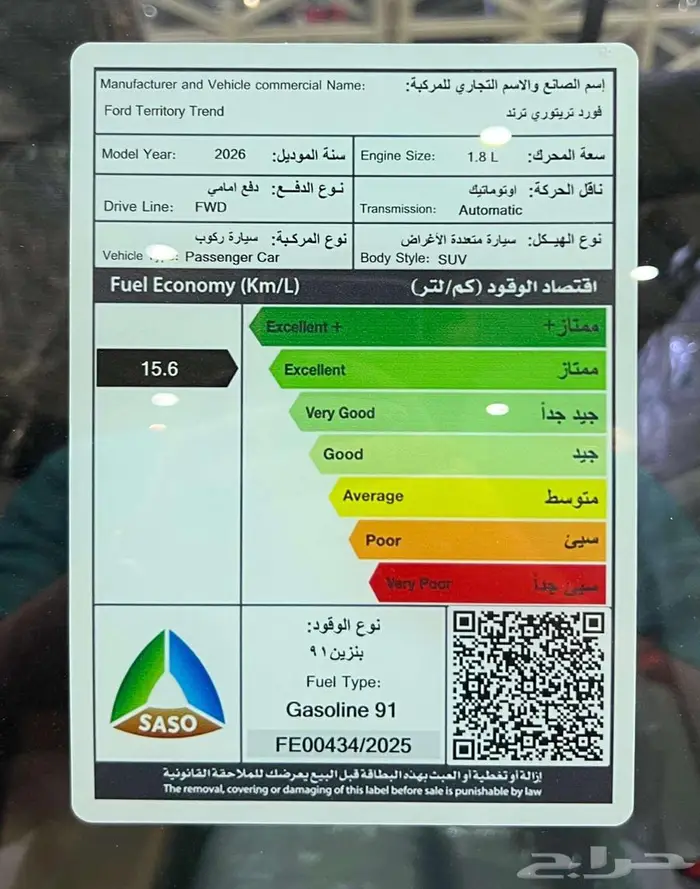 Manufacturer and Vehicle commercial Name: إسم الصانع والاسم التجاري للمركبة:
Ford Territory Trend فورد تريتوري ترند
Model Year: 2026 سنة الموديل:
Engine Size: 1.8 L سعة المحرك:
نوع الدفـع: دفع امامي
Drive Line: FWD
ناقل الحركة: اوتوماتيك
Transmission: Automatic
نوع المركبة: سيارة ركوب
Vehicle Passenger Car
نوع الهيكل: سيارة متعددة الأغراض
Body Style: SUV
Fuel Economy (Km/L) اقتصاد الوقود (كم/لتر)
Excellent + ممتاز+
15.6
Excellent ممتاز
Very Good جيد جداً
Good جيد
Average متوسط
Poor سيئ
Very Poor سيئ جداً
SASO
نوع الوقود:
بنزين ٩١
Fuel Type:
Gasoline 91
FE00434/2025
إزالة أو تغطية أو العبث بهذه البطاقة قبل البيع يعرضك للملاحقة القانونية
The removal, covering or damaging of this label before sale is punishable by law
حراج